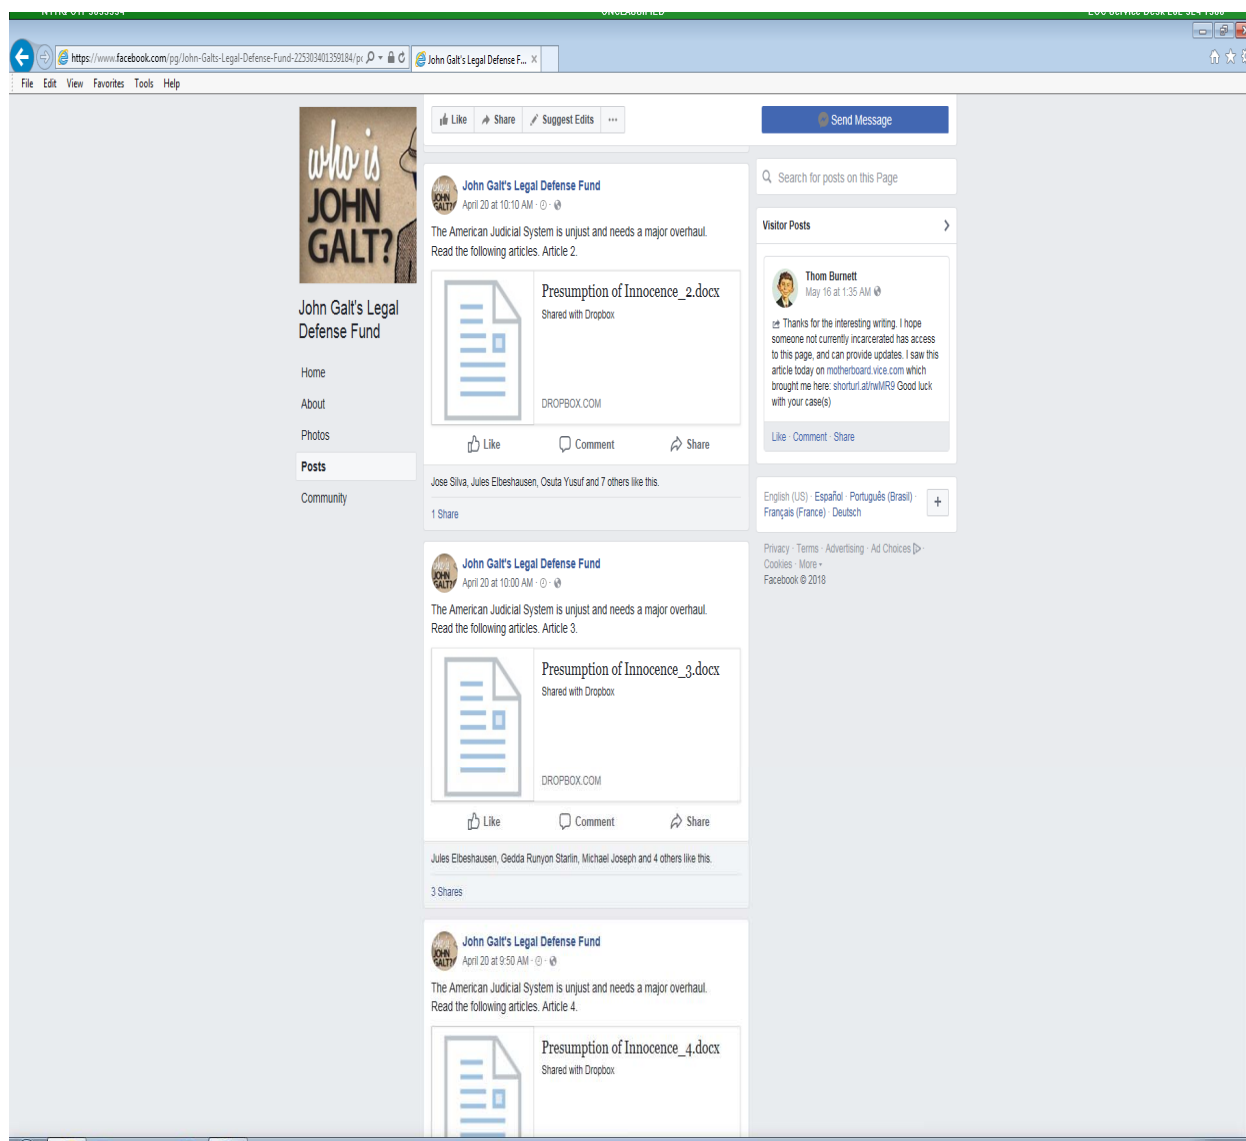 UNCLASSIFIED
https://www.facebook.com/pg/John-Galts-Legal-Defense-Fund-225303401359184/pc
John Galt's Legal Defense F...
File Edit View Favorites Tools Help
who is
JOHN
GALT?
John Galt's Legal
Defense Fund
Home
About
Photos
Posts
Community
Like Share Suggest Edits ...
John Galt's Legal Defense Fund
April 20 at 10:10 AM ·
The American Judicial System is unjust and needs a major overhaul.
Read the following articles. Article 2.
Presumption of Innocence_2.docx
Shared with Dropbox
DROPBOX.COM
Like Comment Share
Jose Silva, Jules Elbeshausen, Osuta Yusuf and 7 others like this.
1 Share
John Galt's Legal Defense Fund
April 20 at 10:00 AM ·
The American Judicial System is unjust and needs a major overhaul.
Read the following articles. Article 3.
Presumption of Innocence_3.docx
Shared with Dropbox
DROPBOX.COM
Like Comment Share
Jules Elbeshausen, Gedda Runyon Starlin, Michael Joseph and 4 others like this.
3 Shares
John Galt's Legal Defense Fund
April 20 at 9:50 AM ·
The American Judicial System is unjust and needs a major overhaul.
Read the following articles. Article 4.
Presumption of Innocence_4.docx
Shared with Dropbox
Send Message
Search for posts on this Page
Visitor Posts
Thom Burnett
May 16 at 1:35 AM
Thanks for the interesting writing. I hope
someone not currently incarcerated has access
to this page, and can provide updates. I saw this
article today on motherboard.vice.com which
brought me here: shorturl.at/rwMR9 Good luck
with your case(s)
Like · Comment · Share
English (US) · Español · Português (Brasil) ·
Français (France) · Deutsch
Privacy · Terms · Advertising · Ad Choices ·
Cookies · More
Facebook © 2018